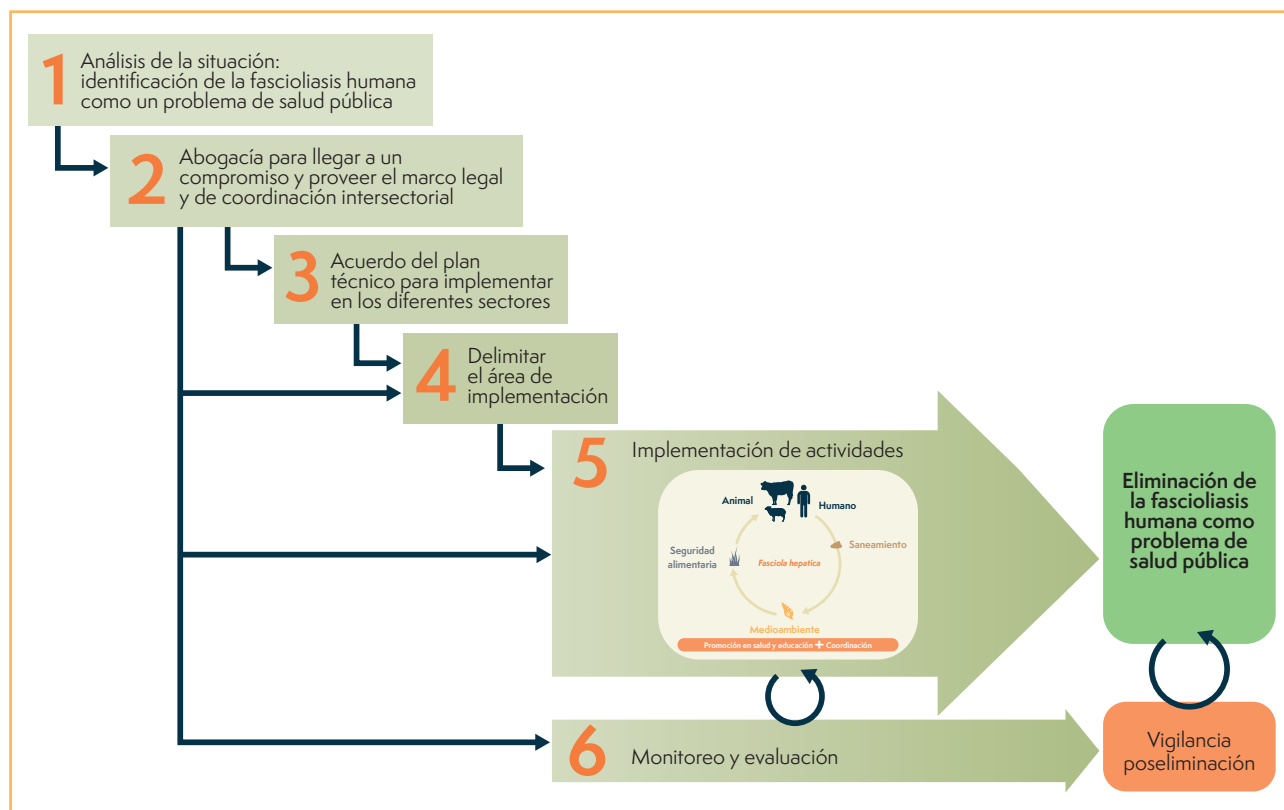 1
Análisis de la situación:
identificación de la fascioliasis humana
como un problema de salud pública
2
Abogacía para llegar a un
compromiso y proveer el marco legal
y de coordinación intersectorial
3
Acuerdo del plan
técnico para implementar
en los diferentes sectores
4
Delimitar
el área de
implementación
5
Implementación de actividades
Animal
Humano
Saneamiento
Seguridad
alimentaria
Fasciola hepatica
Medioambiente
Promoción en salud y educación + Coordinación
Eliminación de
la fascioliasis
humana como
problema de
salud pública
6
Monitoreo y evaluación
Vigilancia
poseliminación